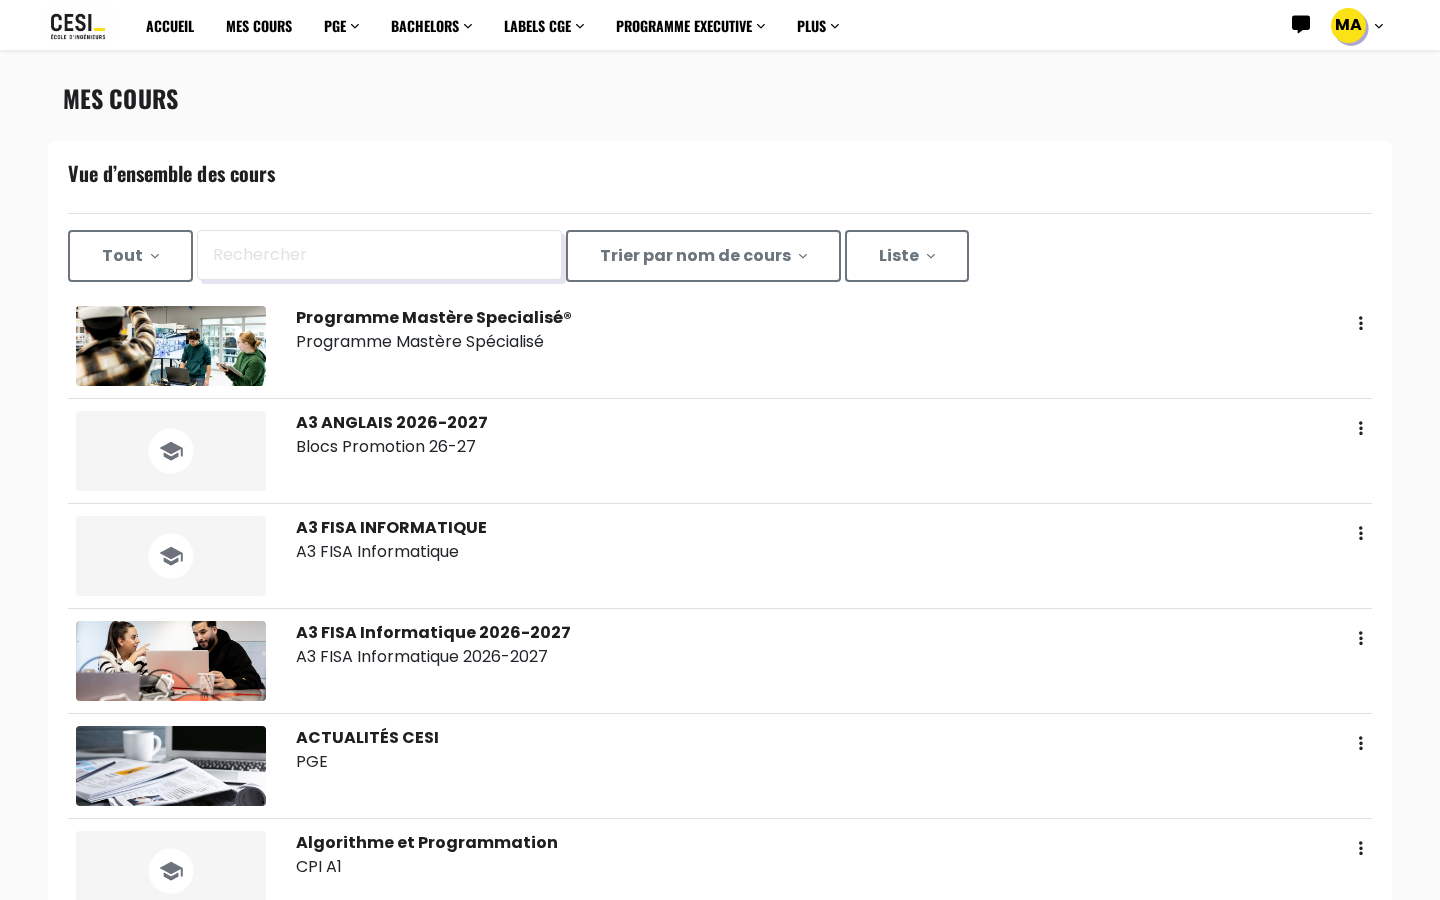 CESI_
ÉCOLE D'INGÉNIEURS
ACCUEIL
MES COURS
PGE
BACHELORS
LABELS CGE
PROGRAMME EXECUTIVE
PLUS
MA
MES COURS
Vue d’ensemble des cours
Tout
Rechercher
Trier par nom de cours
Liste
Programme Mastère Specialisé®
Programme Mastère Spécialisé
A3 ANGLAIS 2026-2027
Blocs Promotion 26-27
A3 FISA INFORMATIQUE
A3 FISA Informatique
A3 FISA Informatique 2026-2027
A3 FISA Informatique 2026-2027
ACTUALITÉS CESI
PGE
Algorithme et Programmation
CPI A1